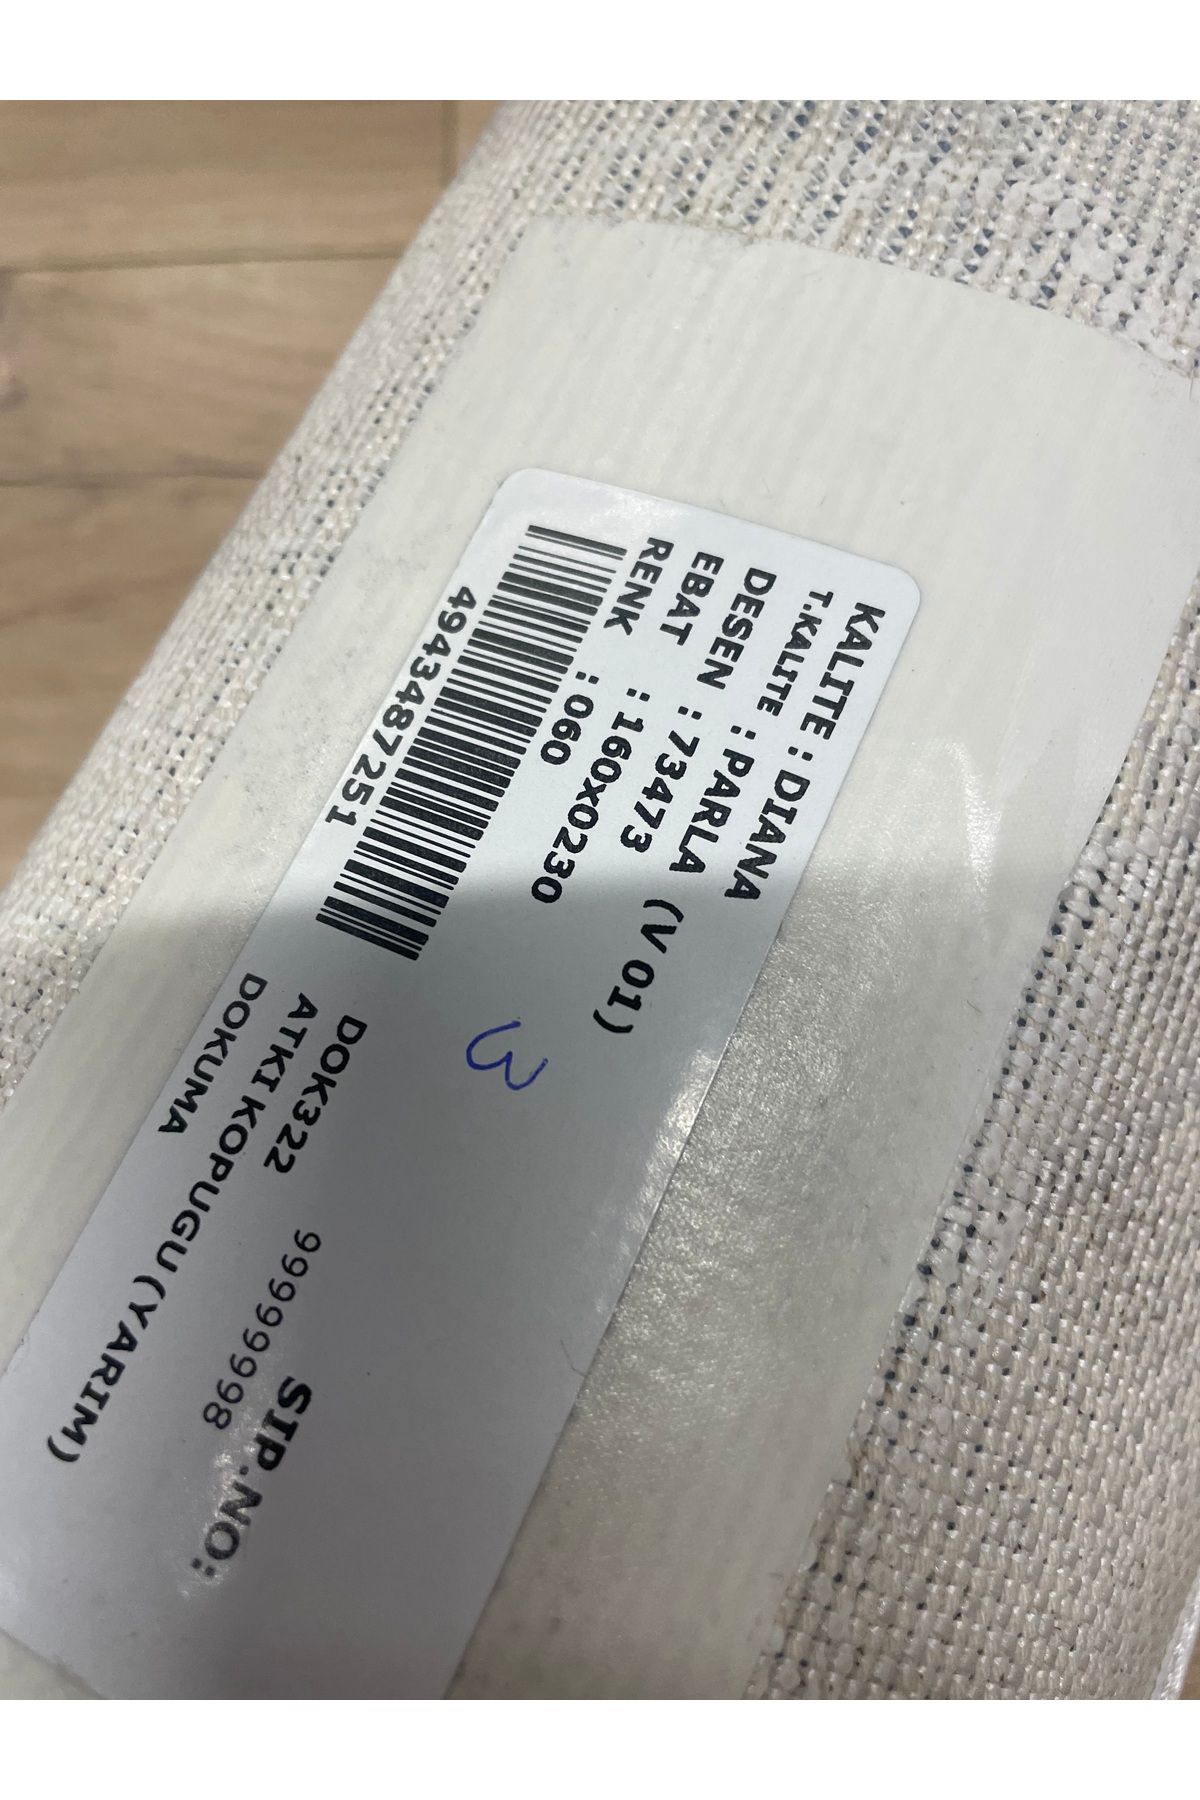 KALITE : DIANA
T.KALITE : PARLA (V 01)
DESEN : 73473
EBAT : 160x0230
RENK : 060
4943487251
3
DOK322 99999998
ATKI KOPUGU (YARIM)
DOKUMA
SIP.NO: